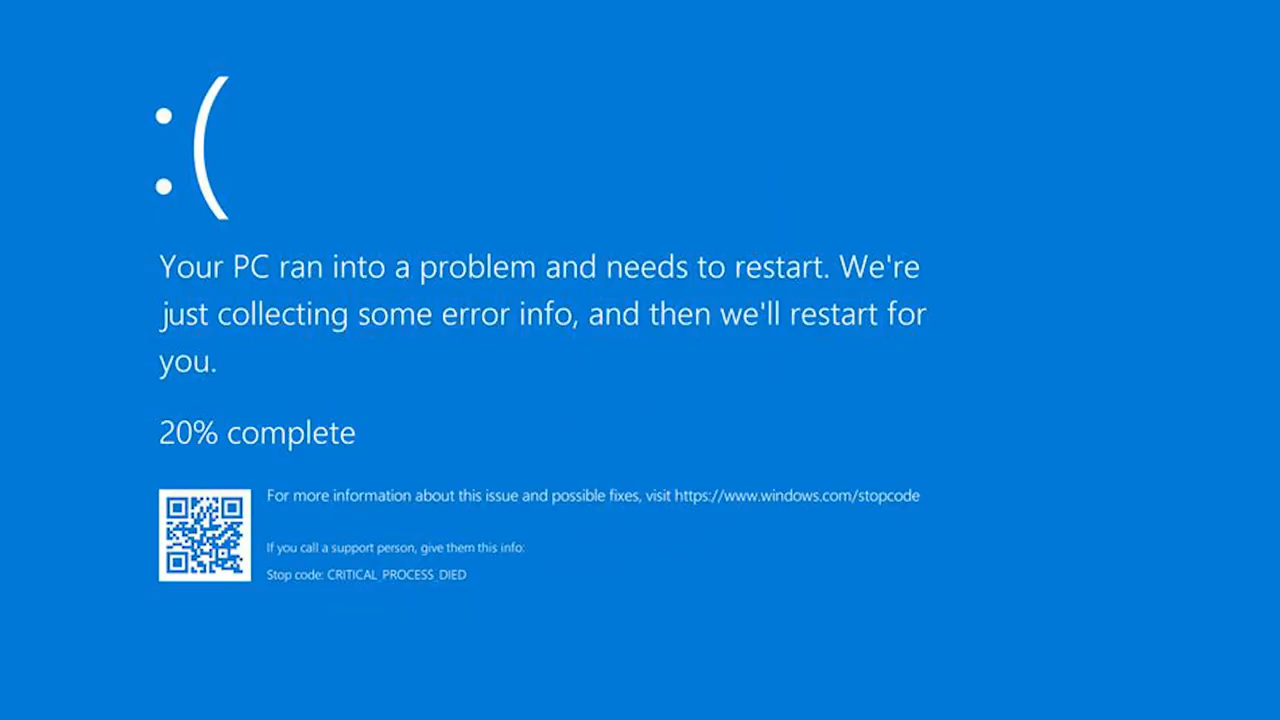 :(
Your PC ran into a problem and needs to restart. We're
just collecting some error info, and then we'll restart for
you.
20% complete
For more information about this issue and possible fixes, visit https://www.windows.com/stopcode
If you call a support person, give them this info:
Stop code: CRITICAL_PROCESS_DIED